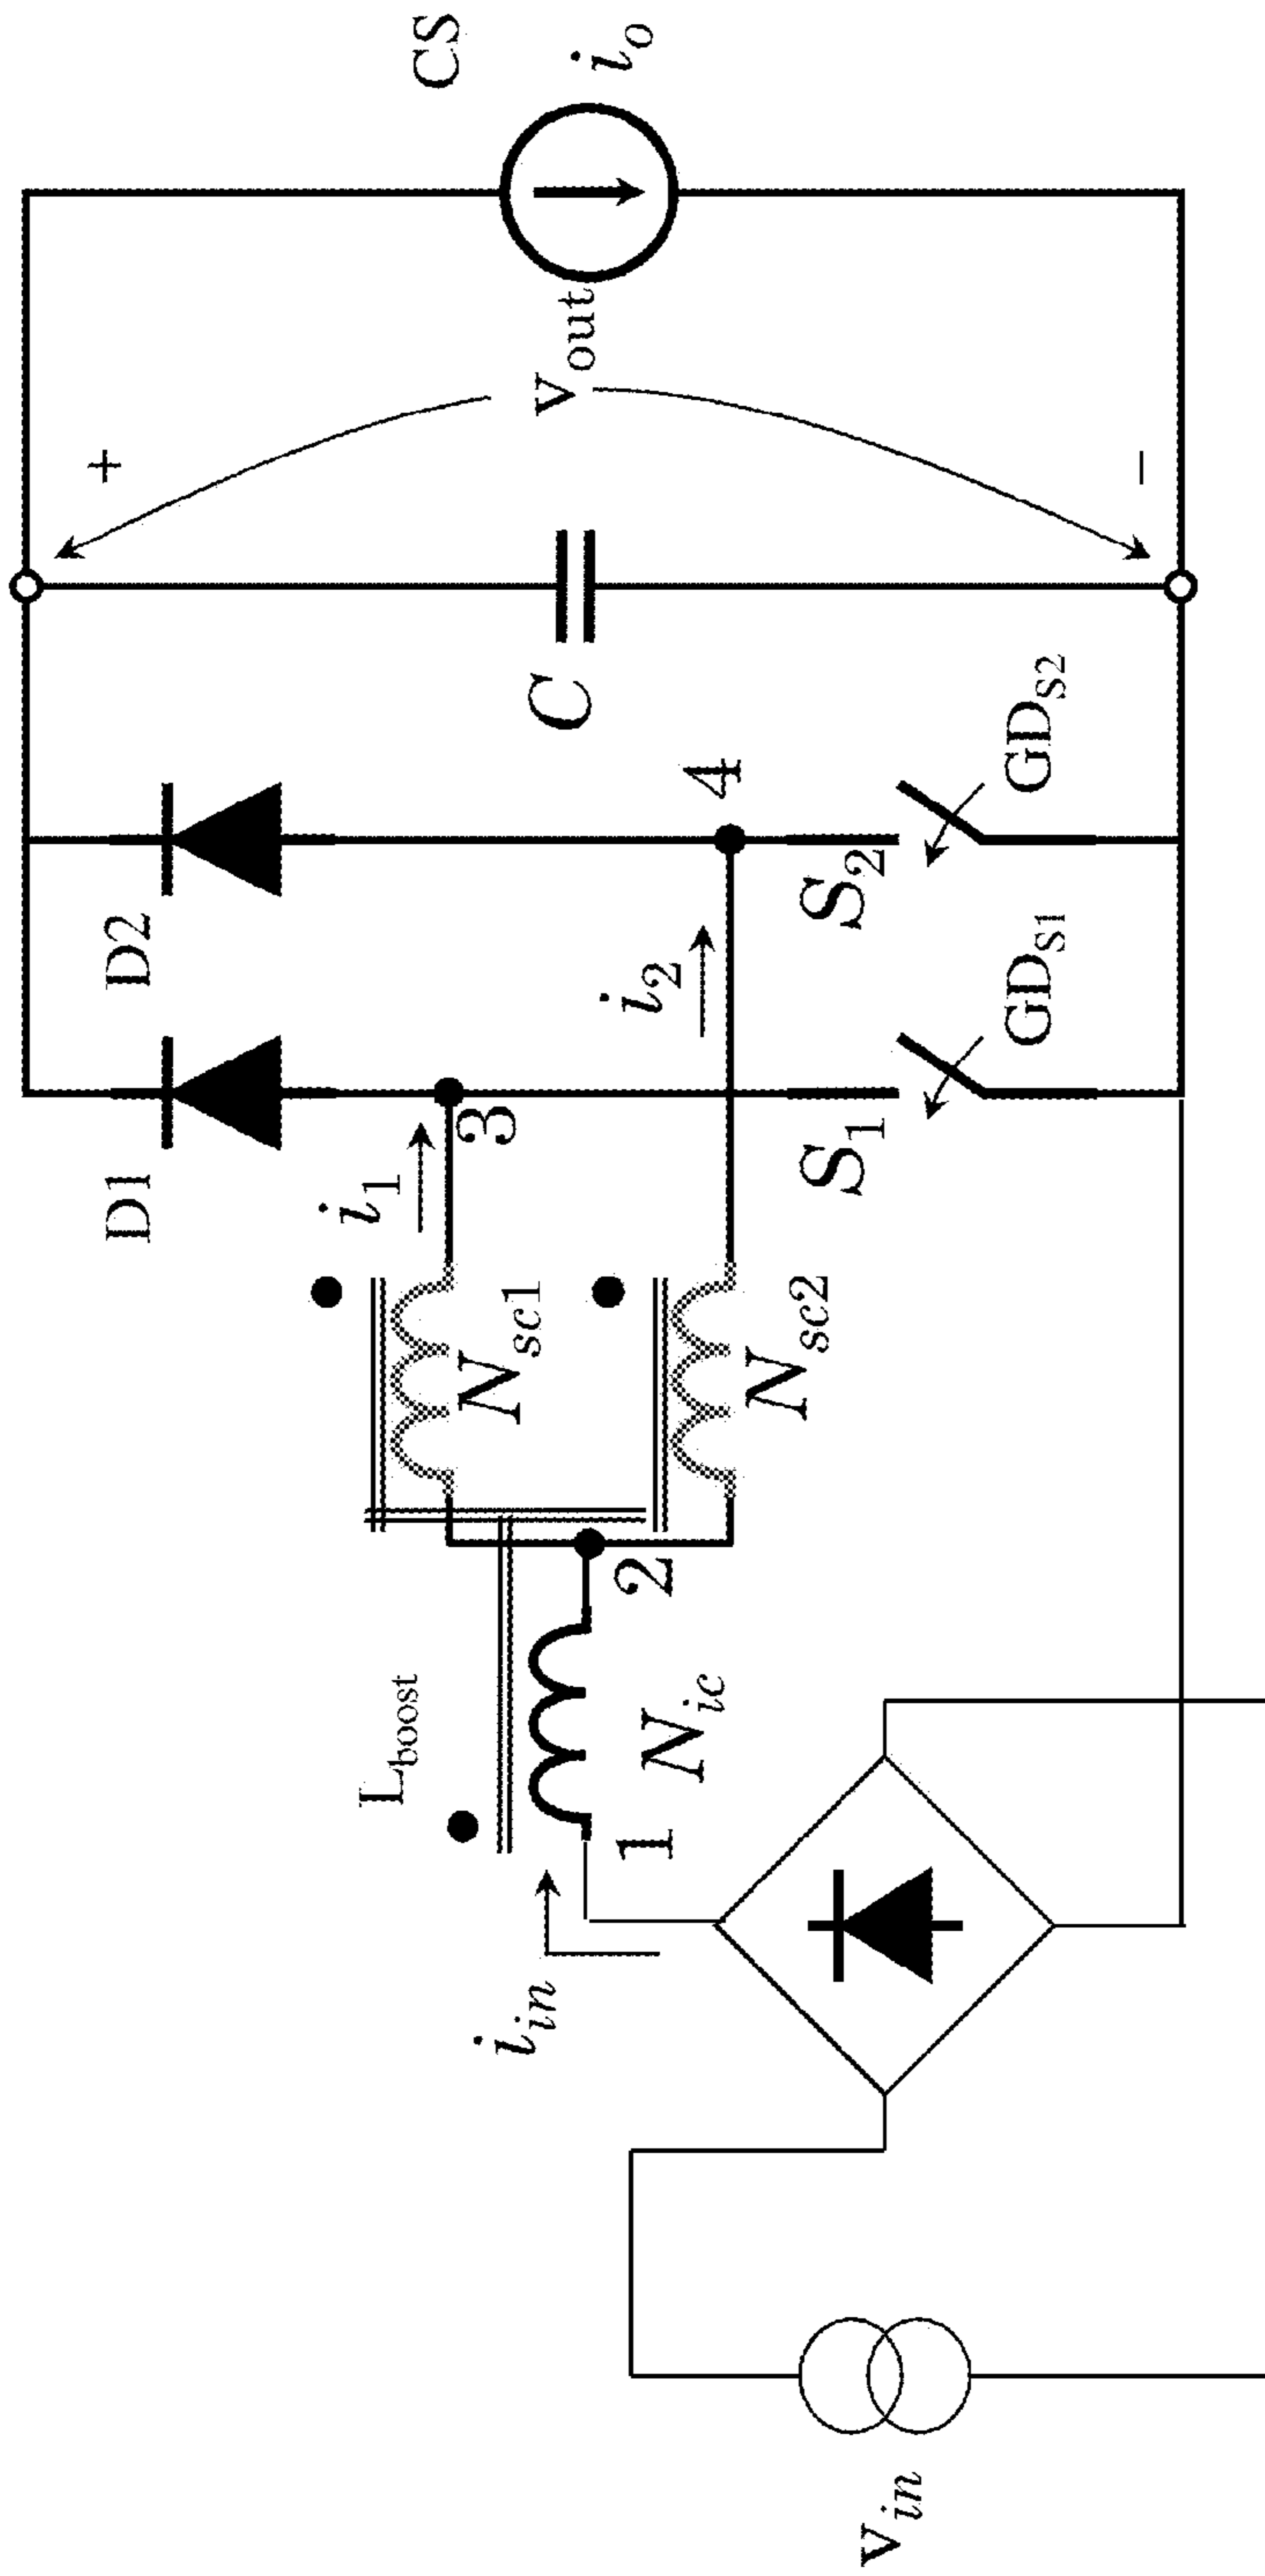 v_in
i_in
L_boost
1
N_ic
2
i_1
N_sc1
N_sc2
3
i_2
4
D1
D2
S_1
S_2
GD_S1
GD_S2
C
+
v_out
−
CS
i_o